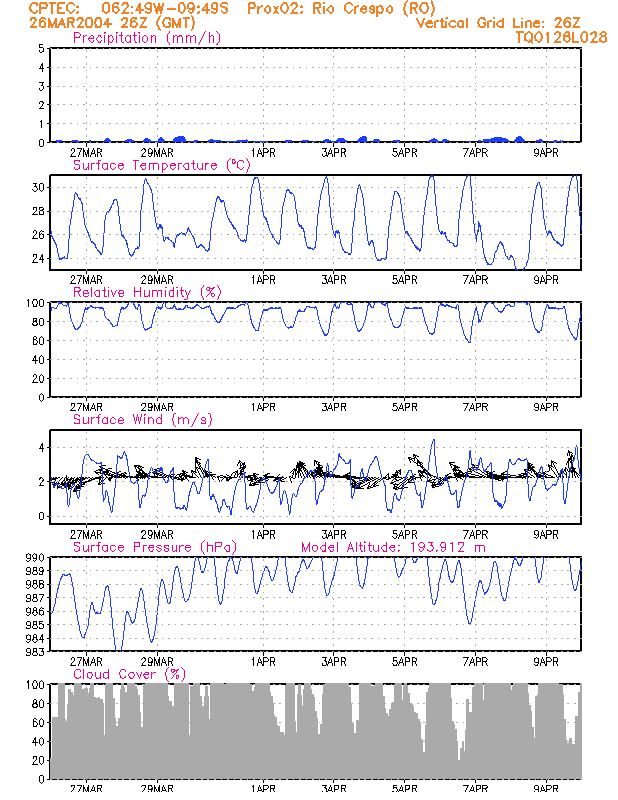 CPTEC: 062:49W-09:49S ProxO2: Rio Crespo (RO)
26MAR2004 26Z (GMT) Vertical Grid Line: 26Z
Precipitation (mm/h) TQ0126L028
5
4
3
2
1
0
27MAR 29MAR 1APR 3APR 5APR 7APR 9APR
Surface Temperature (ºC)
30
28
26
24
27MAR 29MAR 1APR 3APR 5APR 7APR 9APR
Relative Humidity (%)
100
80
60
40
20
0
27MAR 29MAR 1APR 3APR 5APR 7APR 9APR
Surface Wind (m/s)
4
2
0
27MAR 29MAR 1APR 3APR 5APR 7APR 9APR
Surface Pressure (hPa) Model Altitude: 193.912 m
990
989
988
987
986
985
984
983
27MAR 29MAR 1APR 3APR 5APR 7APR 9APR
Cloud Cover (%)
100
80
60
40
20
0
27MAR 29MAR 1APR 3APR 5APR 7APR 9APR